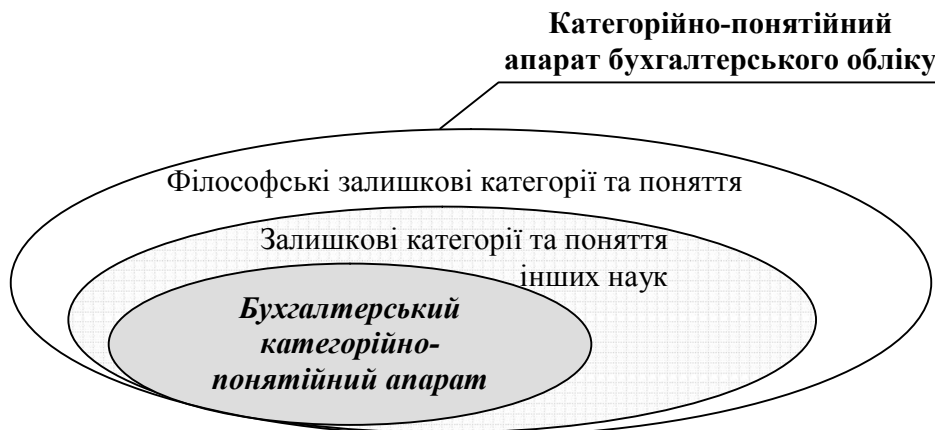 Категорійно-понятійний
апарат бухгалтерського обліку
Філософські залишкові категорії та поняття
Залишкові категорії та поняття
інших наук
Бухгалтерський
категорійно-
понятійний апарат